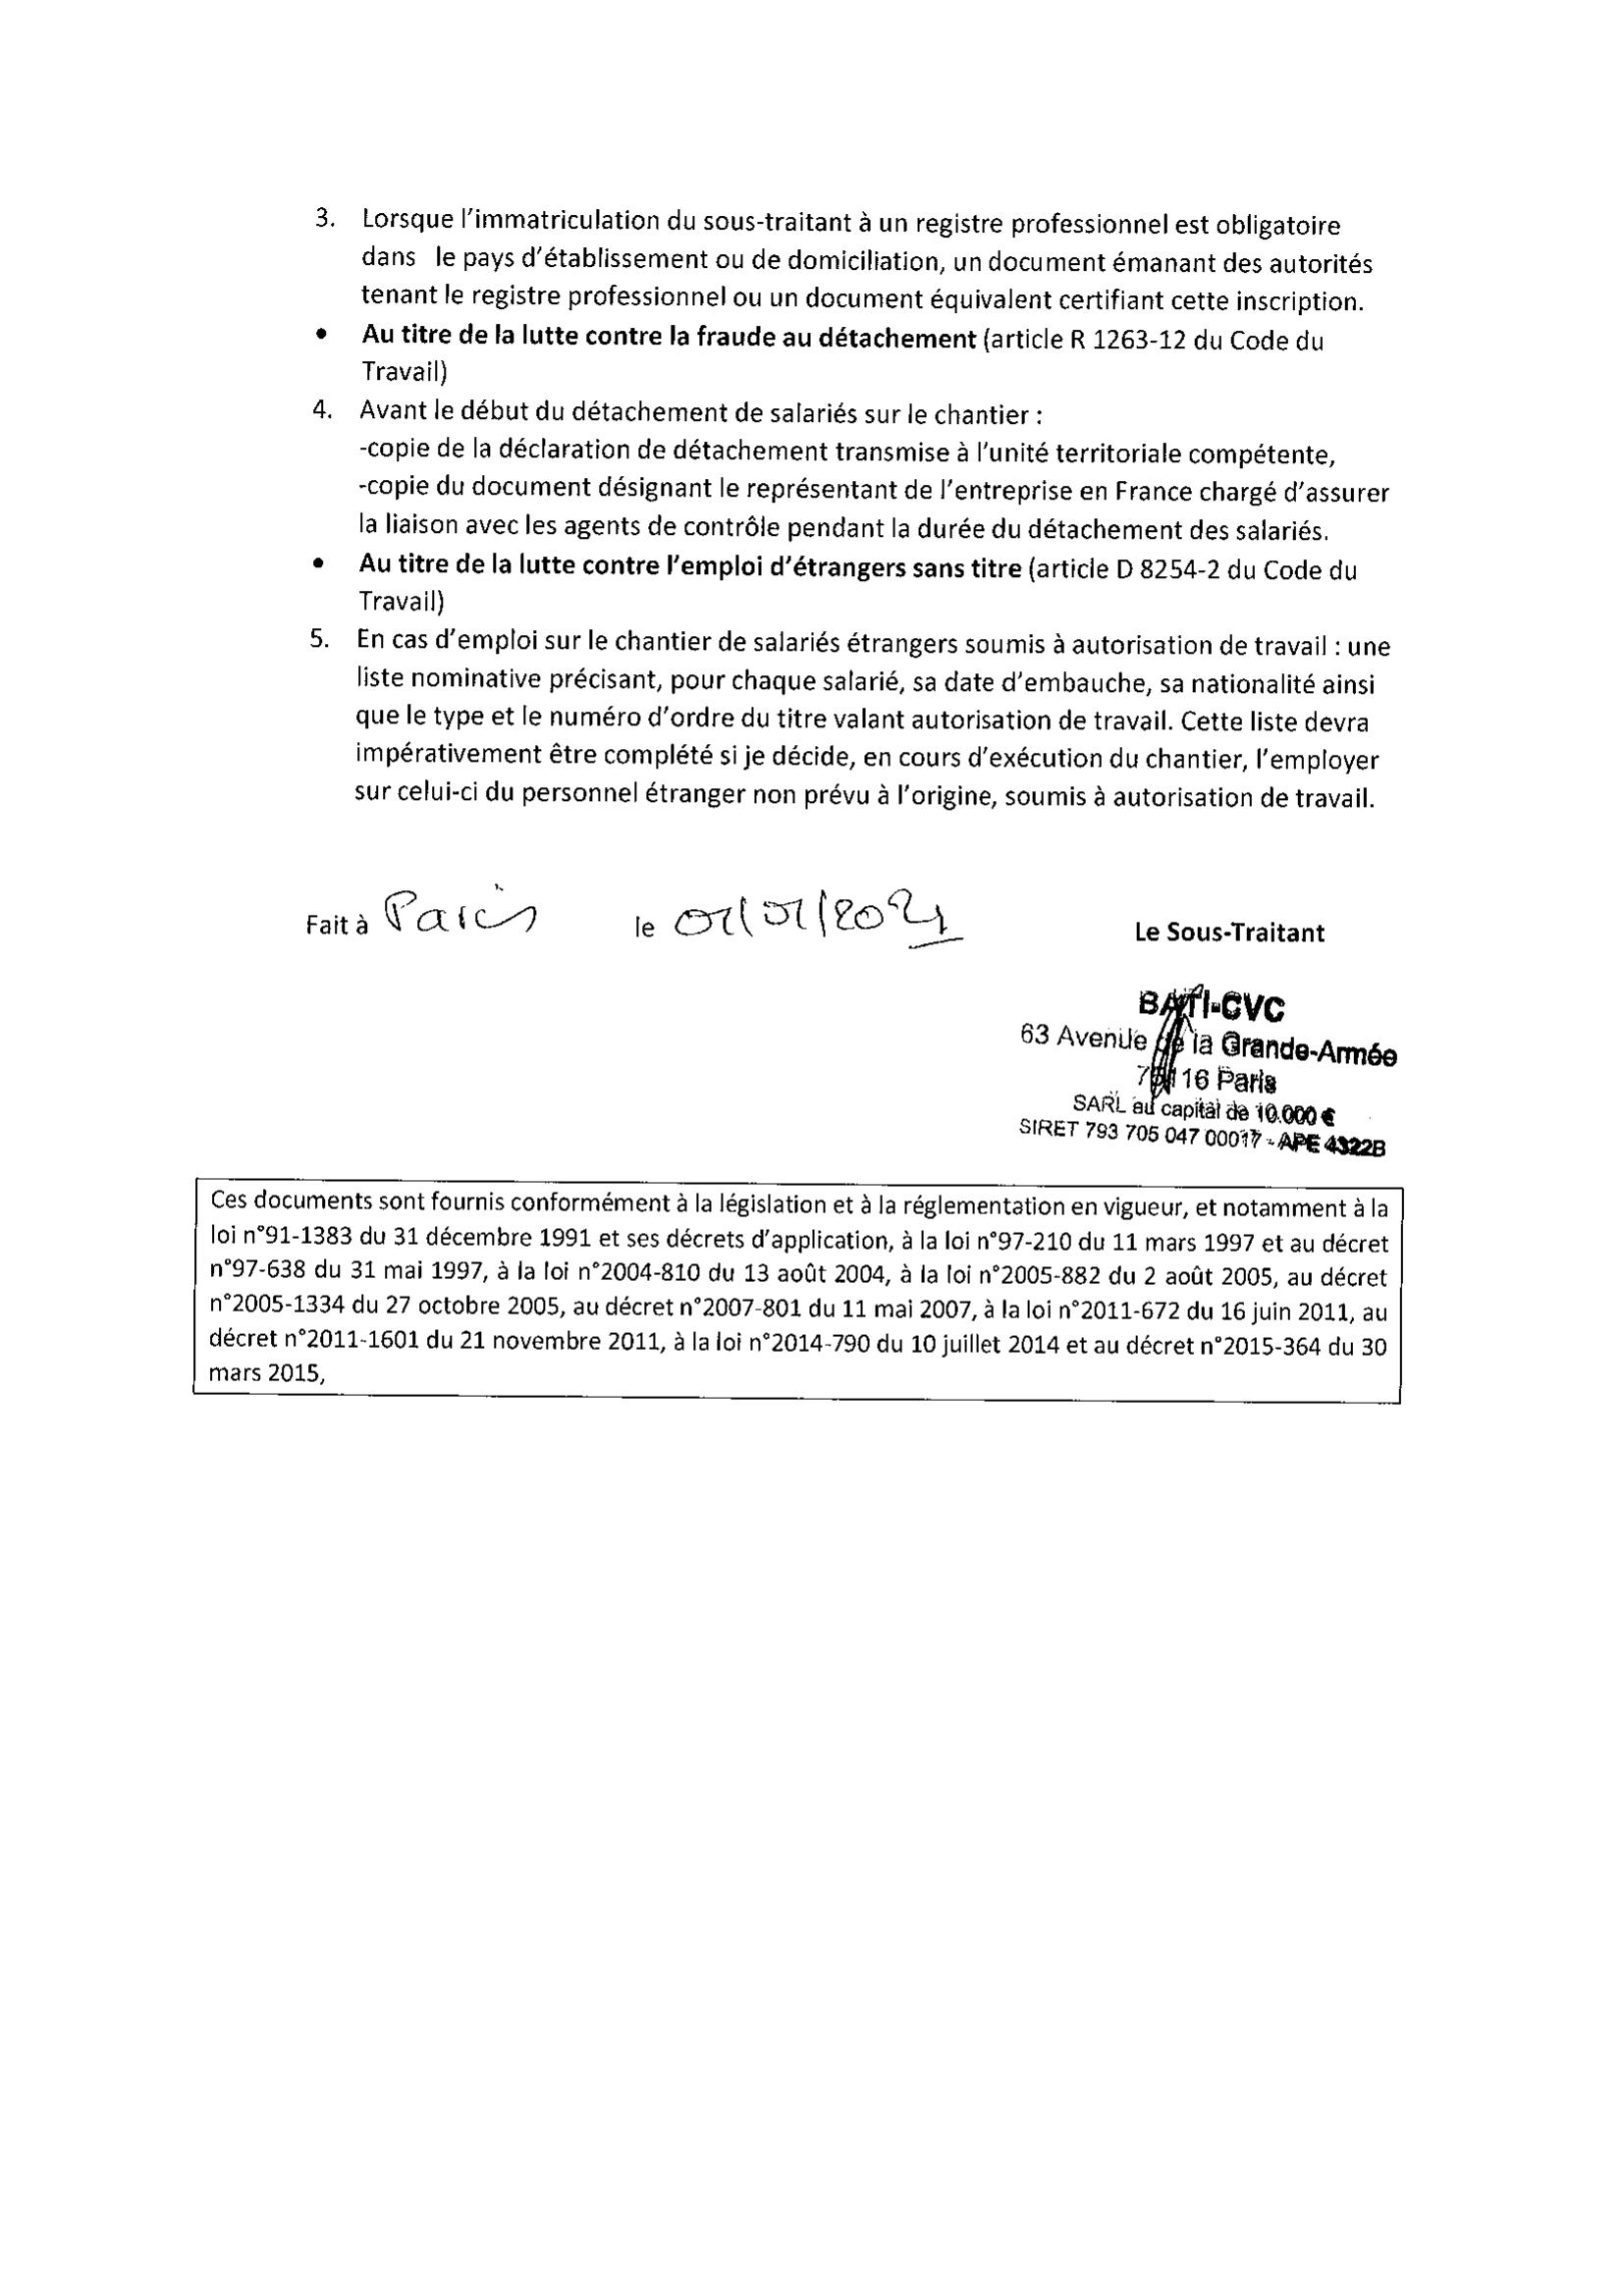 3. Lorsque l'immatriculation du sous-traitant à un registre professionnel est obligatoire
dans le pays d'établissement ou de domiciliation, un document émanant des autorités
tenant le registre professionnel ou un document équivalent certifiant cette inscription.
• Au titre de la lutte contre la fraude au détachement (article R 1263-12 du Code du
Travail)
4. Avant le début du détachement de salariés sur le chantier :
-copie de la déclaration de détachement transmise à l'unité territoriale compétente,
-copie du document désignant le représentant de l'entreprise en France chargé d'assurer
la liaison avec les agents de contrôle pendant la durée du détachement des salariés.
• Au titre de la lutte contre l'emploi d'étrangers sans titre (article D 8254-2 du Code du
Travail)
5. En cas d'emploi sur le chantier de salariés étrangers soumis à autorisation de travail : une
liste nominative précisant, pour chaque salarié, sa date d'embauche, sa nationalité ainsi
que le type et le numéro d'ordre du titre valant autorisation de travail. Cette liste devra
impérativement être complété si je décide, en cours d'exécution du chantier, l'employer
sur celui-ci du personnel étranger non prévu à l'origine, soumis à autorisation de travail.
Fait à Paris le 01/01/2021
Le Sous-Traitant
BATI-CVC
63 Avenue de la Grande-Armée
75116 Paris
SARL au capital de 10.000 €
SIRET 793 705 047 00017 - APE 4322B
Ces documents sont fournis conformément à la législation et à la réglementation en vigueur, et notamment à la
loi n°91-1383 du 31 décembre 1991 et ses décrets d'application, à la loi n°97-210 du 11 mars 1997 et au décret
n°97-638 du 31 mai 1997, à la loi n°2004-810 du 13 août 2004, à la loi n°2005-882 du 2 août 2005, au décret
n°2005-1334 du 27 octobre 2005, au décret n°2007-801 du 11 mai 2007, à la loi n°2011-672 du 16 juin 2011, au
décret n°2011-1601 du 21 novembre 2011, à la loi n°2014-790 du 10 juillet 2014 et au décret n°2015-364 du 30
mars 2015,